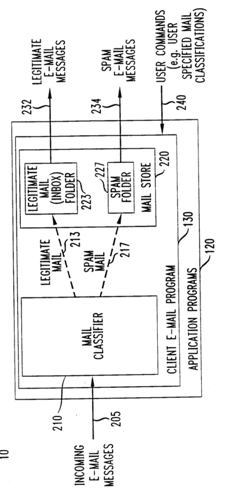 LEGITIMATE
E-MAIL
MESSAGES
232
SPAM
E-MAIL
MESSAGES
234
USER COMMANDS
(e.g. USER
SPECIFIED MAIL
CLASSIFICATIONS)
240
LEGITIMATE
MAIL
(INBOX)
FOLDER
223
227
SPAM
FOLDER
220
MAIL STORE
LEGITIMATE
MAIL
213
SPAM
MAIL
217
MAIL
CLASSIFIER
210
130
CLIENT E-MAIL PROGRAM
120
APPLICATION PROGRAMS
205
INCOMING
E-MAIL
MESSAGES
10